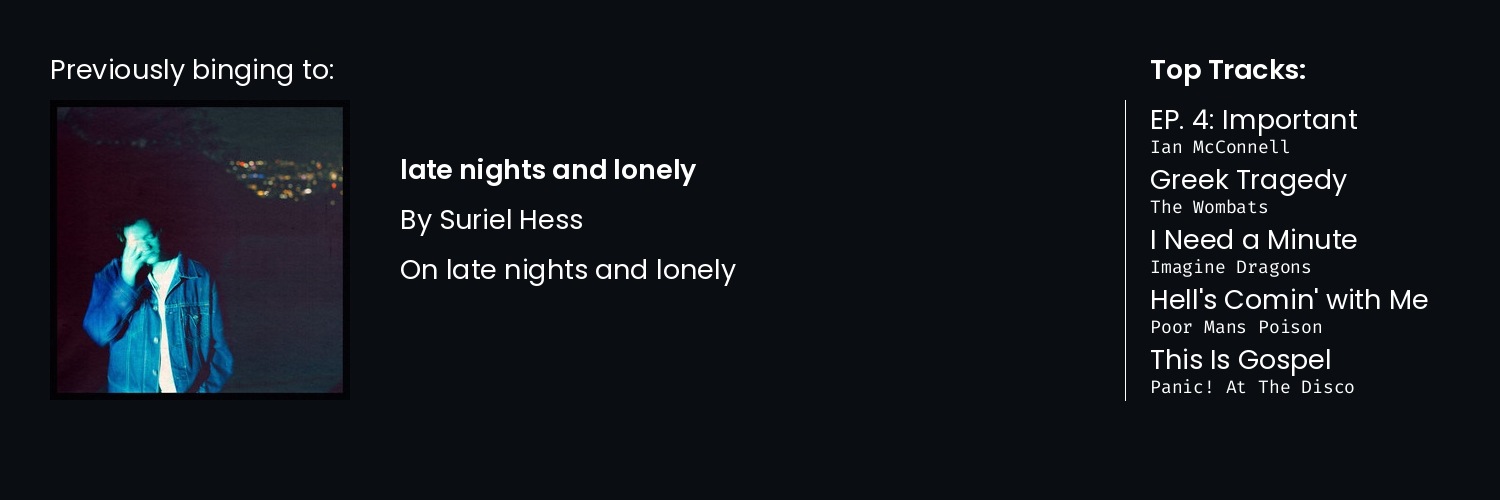 Previously binging to:
late nights and lonely
By Suriel Hess
On late nights and lonely
Top Tracks:
EP. 4: Important
Ian McConnell
Greek Tragedy
The Wombats
I Need a Minute
Imagine Dragons
Hell's Comin' with Me
Poor Mans Poison
This Is Gospel
Panic! At The Disco